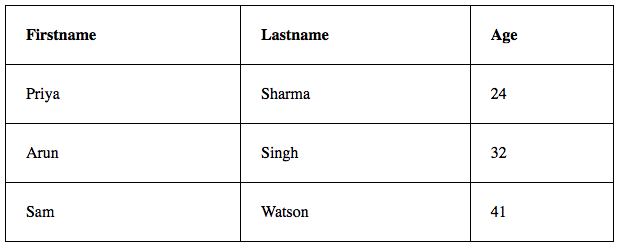 Firstname Lastname Age
Priya Sharma 24
Arun Singh 32
Sam Watson 41